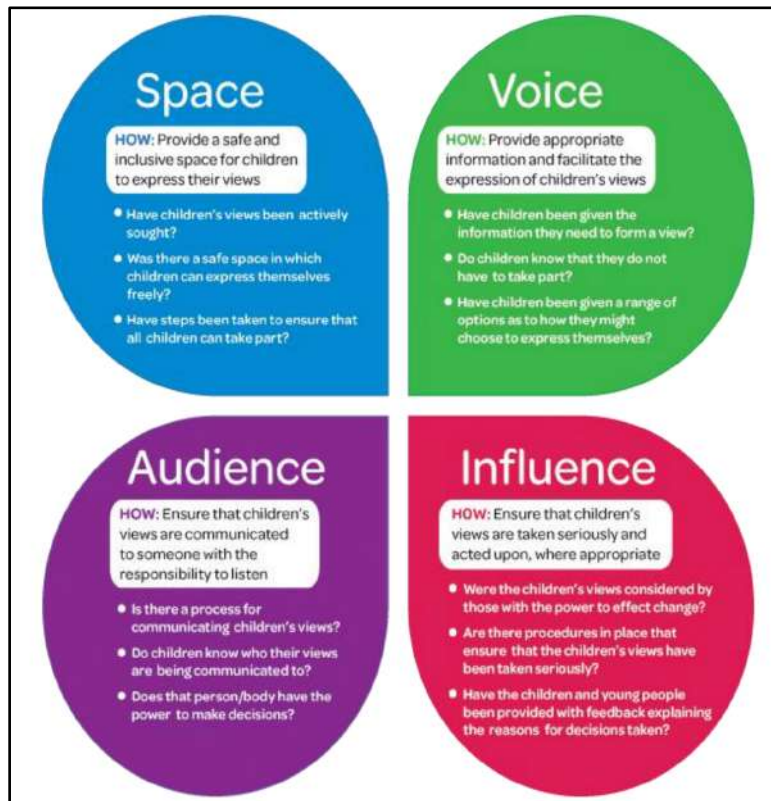 Space
HOW: Provide a safe and
inclusive space for children
to express their views
• Have children's views been actively
sought?
• Was there a safe space in which
children can express themselves
freely?
• Have steps been taken to ensure that
all children can take part?
Voice
HOW: Provide appropriate
information and facilitate the
expression of children's views
• Have children been given the
information they need to form a view?
• Do children know that they do not
have to take part?
• Have children been given a range of
options as to how they might
choose to express themselves?
Audience
HOW: Ensure that children's
views are communicated
to someone with the
responsibility to listen
• Is there a process for
communicating children's views?
• Do children know who their views
are being communicated to?
• Does that person/body have the
power to make decisions?
Influence
HOW: Ensure that children's
views are taken seriously and
acted upon, where appropriate
• Were the children's views considered by
those with the power to effect change?
• Are there procedures in place that
ensure that the children's views have
been taken seriously?
• Have the children and young people
been provided with feedback explaining
the reasons for decisions taken?